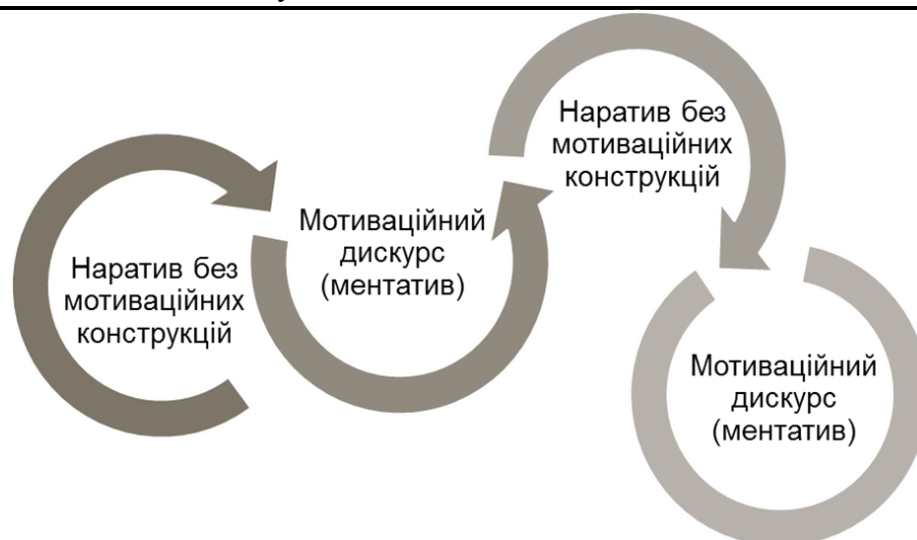 Наратив без
мотиваційних
конструкцій
Мотиваційний
дискурс
(ментатив)
Наратив без
мотиваційних
конструкцій
Мотиваційний
дискурс
(ментатив)